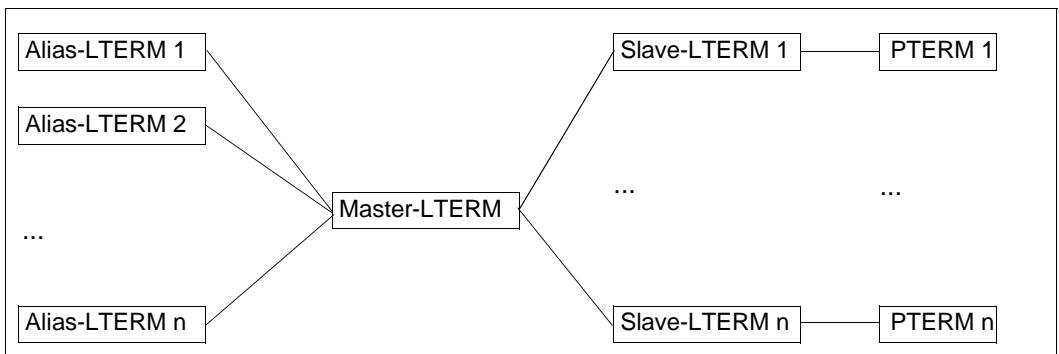 Alias-LTERM 1
Slave-LTERM 1
PTERM 1
Alias-LTERM 2
...
...
Master-LTERM
...
Alias-LTERM n
Slave-LTERM n
PTERM n